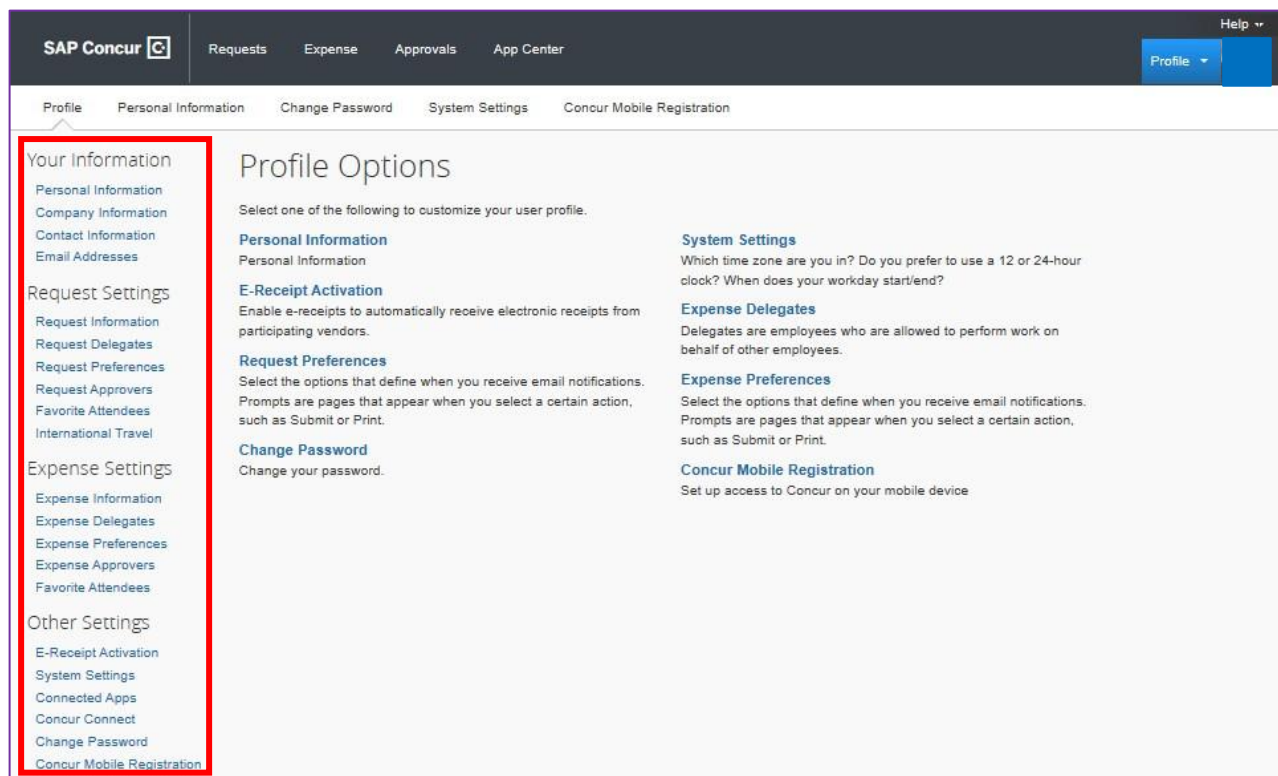 Help
SAP Concur C Requests Expense Approvals App Center
Profile
Profile Personal Information Change Password System Settings Concur Mobile Registration
Your Information
Personal Information
Company Information
Contact Information
Email Addresses
Request Settings
Request Information
Request Delegates
Request Preferences
Request Approvers
Favorite Attendees
International Travel
Expense Settings
Expense Information
Expense Delegates
Expense Preferences
Expense Approvers
Favorite Attendees
Other Settings
E-Receipt Activation
System Settings
Connected Apps
Concur Connect
Change Password
Concur Mobile Registration
Profile Options
Select one of the following to customize your user profile.
Personal Information
Personal Information
E-Receipt Activation
Enable e-receipts to automatically receive electronic receipts from
participating vendors.
Request Preferences
Select the options that define when you receive email notifications.
Prompts are pages that appear when you select a certain action,
such as Submit or Print.
Change Password
Change your password.
System Settings
Which time zone are you in? Do you prefer to use a 12 or 24-hour
clock? When does your workday start/end?
Expense Delegates
Delegates are employees who are allowed to perform work on
behalf of other employees.
Expense Preferences
Select the options that define when you receive email notifications.
Prompts are pages that appear when you select a certain action,
such as Submit or Print.
Concur Mobile Registration
Set up access to Concur on your mobile device